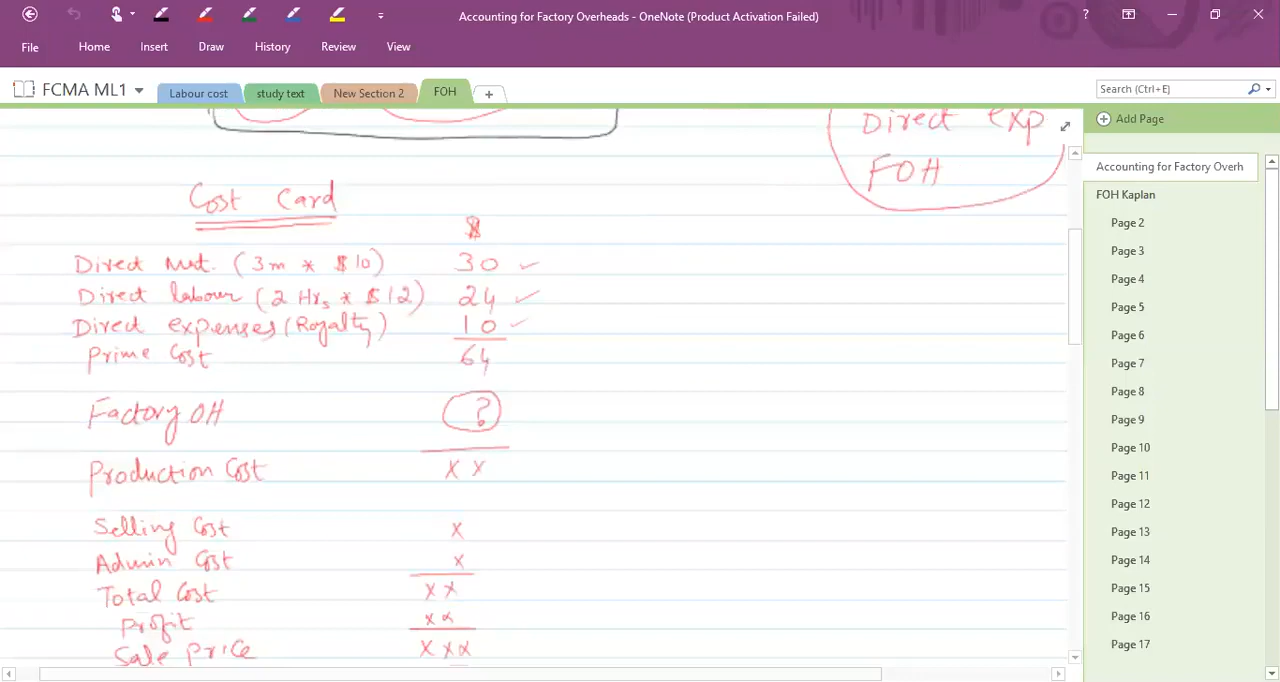 Accounting for Factory Overheads - OneNote (Product Activation Failed)
?
File Home Insert Draw History Review View
FCMA ML1 Labour cost study text New Section 2 FOH +
Search (Ctrl+E)
Add Page
Accounting for Factory Overh
FOH Kaplan
Page 2
Page 3
Page 4
Page 5
Page 6
Page 7
Page 8
Page 9
Page 10
Page 11
Page 12
Page 13
Page 14
Page 15
Page 16
Page 17
Direct exp
FOH
Cost Card
$
Direct Mat. (3m * $10) 30
Direct labour (2 Hrs * $12) 24
Direct expenses (Royalty) 10
Prime Cost 64
Factory OH ?
Production Cost x x
Selling Cost x
Admin Cost x
Total Cost x x
Profit x x
Sale Price x x x